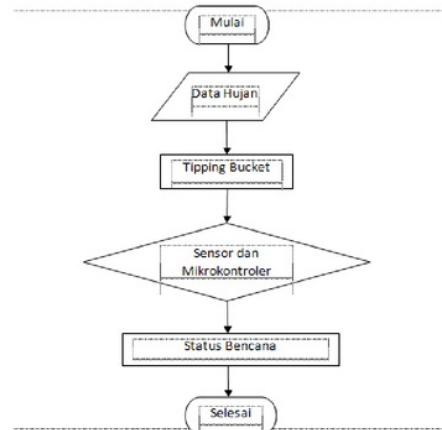 Mulai
Data Hujan
Tipping Bucket
Sensor dan
Mikrokontroler
Status Bencana
Selesai